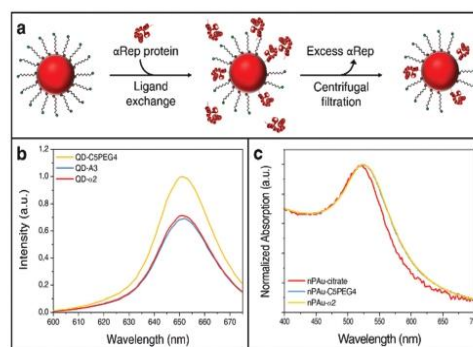 a
αRep protein
Ligand
exchange
Excess αRep
Centrifugal
filtration
b
QD-C5PEG4
QD-A3
QD-α2
1,2
1,0
0,8
0,6
0,4
0,2
0,0
Intensity (a.u.)
600 610 620 630 640 650 660 670
Wavelength (nm)
c
nPAu-citrate
nPAu-C5PEG4
nPAu-α2
Normalized Absorption (a.u.)
400 450 500 550 600 650
Wavelength (nm)